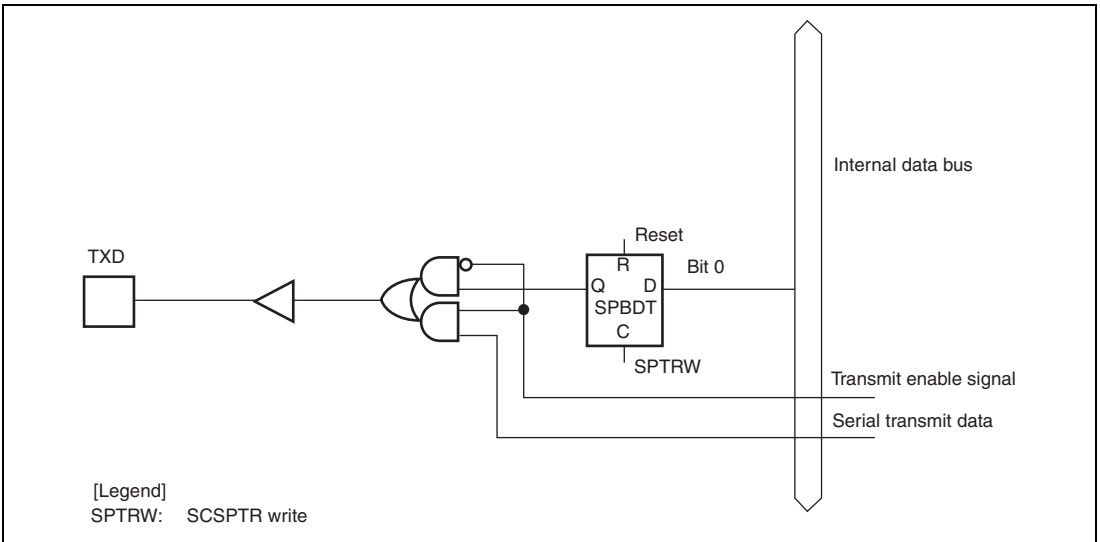 Internal data bus
Reset
TXD
R
Bit 0
Q
D
SPBDT
C
SPTRW
Transmit enable signal
Serial transmit data
[Legend]
SPTRW: SCSPTR write